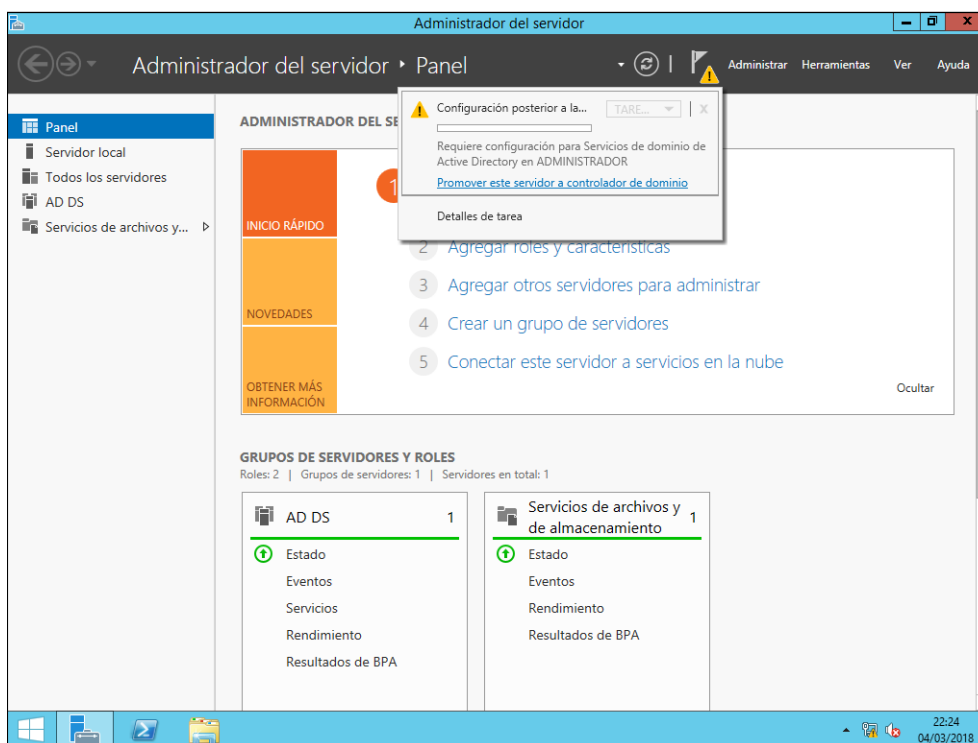 Administrador del servidor
Administrador del servidor ‣ Panel
Administrar Herramientas Ver Ayuda
Panel
Servidor local
Todos los servidores
AD DS
Servicios de archivos y...
ADMINISTRADOR DEL SE
Configuración posterior a la...
TARE...
X
Requiere configuración para Servicios de dominio de
Active Directory en ADMINISTRADOR
Promover este servidor a controlador de dominio
Detalles de tarea
INICIO RÁPIDO
NOVEDADES
OBTENER MÁS
INFORMACIÓN
1
2 Agregar roles y características
3 Agregar otros servidores para administrar
4 Crear un grupo de servidores
5 Conectar este servidor a servicios en la nube
Ocultar
GRUPOS DE SERVIDORES Y ROLES
Roles: 2 | Grupos de servidores: 1 | Servidores en total: 1
AD DS 1
Estado
Eventos
Servicios
Rendimiento
Resultados de BPA
Servicios de archivos y
de almacenamiento 1
Estado
Eventos
Rendimiento
Resultados de BPA
22:24
04/03/2018